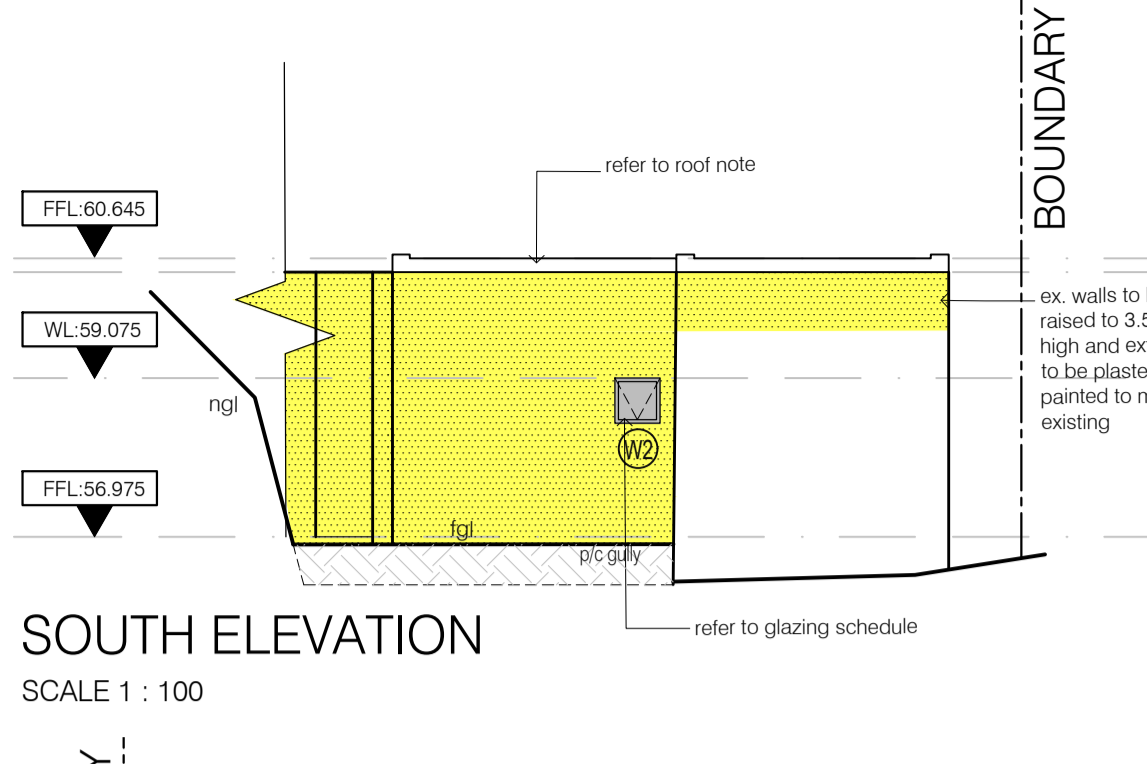 BOUNDARY
refer to roof note
FFL:60.645
ex. walls to
raised to 3.5
high and
to be
painted to
existing
WL:59.075
ngl
W2
FFL:56.975
fgl
p/c gully
refer to glazing schedule
SOUTH ELEVATION
SCALE 1 : 100
Y